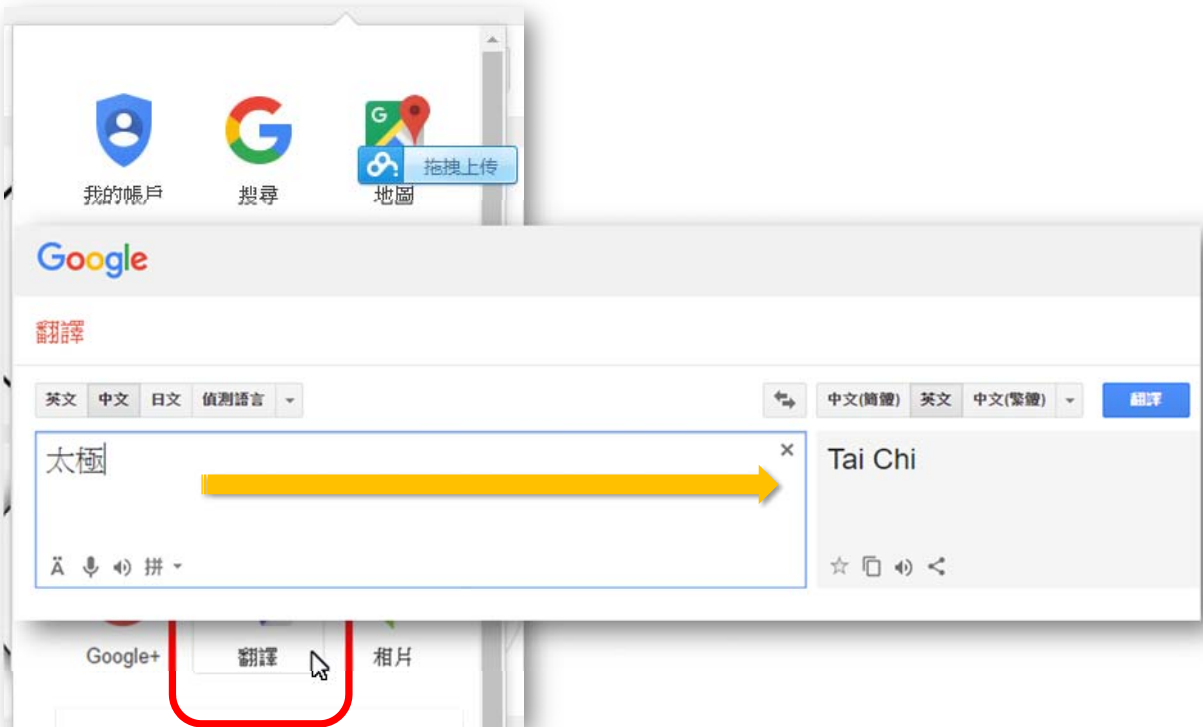 我的帳戶 搜尋 地圖
拖拽上传
Google
翻譯
英文 中文 日文 偵測語言 中文(簡體) 英文 中文(繁體) 翻譯
太極 Tai Chi
Ä 拼
Google+ 翻譯 相片